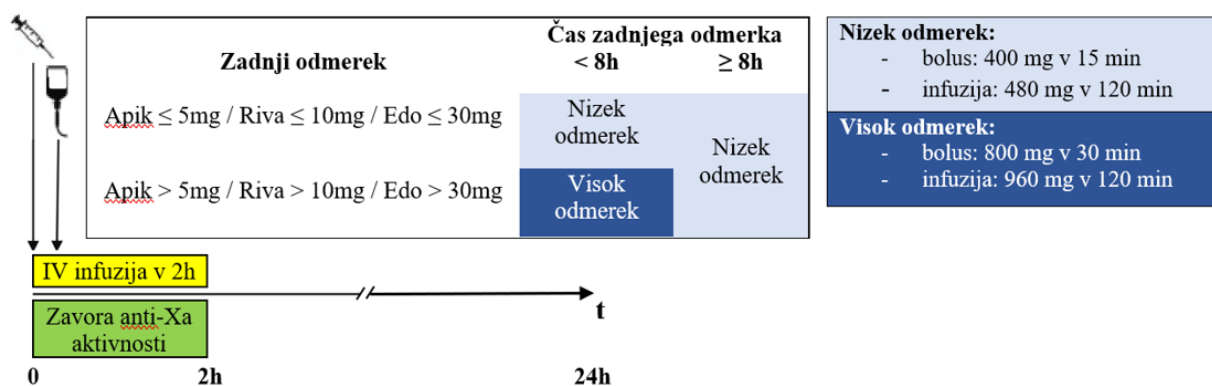 Čas zadnjega odmerka
Zadnji odmerek
< 8h
≥ 8h
Apik ≤ 5mg / Riva ≤ 10mg / Edo ≤ 30mg
Nizek
odmerek
Nizek
odmerek
Apik > 5mg / Riva > 10mg / Edo > 30mg
Visok
odmerek
Nizek odmerek:
- bolus: 400 mg v 15 min
- infuzija: 480 mg v 120 min
Visok odmerek:
- bolus: 800 mg v 30 min
- infuzija: 960 mg v 120 min
IV infuzija v 2h
t
Zavora anti-Xa
aktivnosti
0
2h
24h